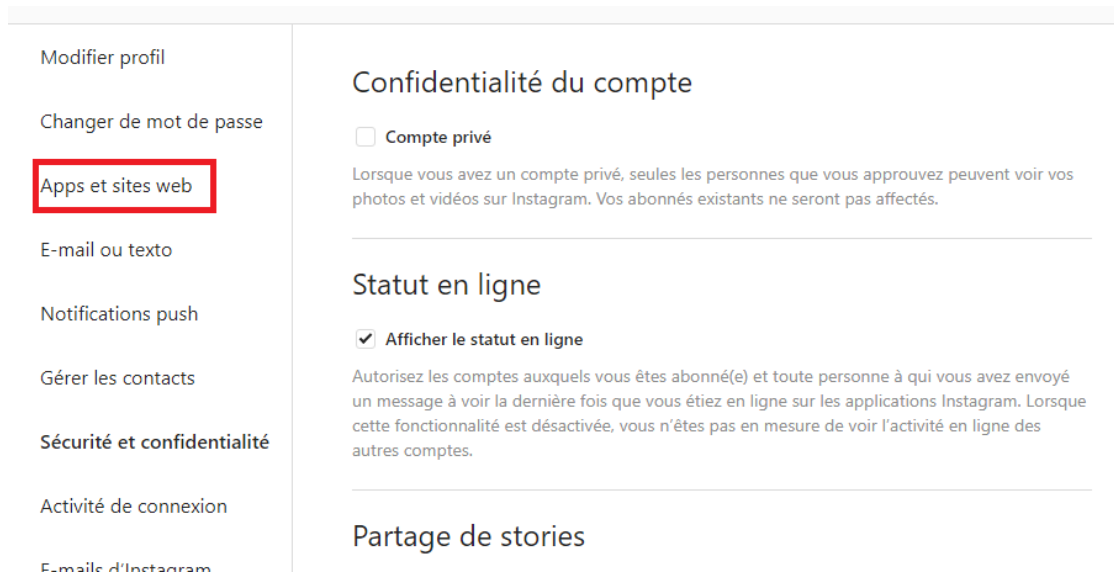 Modifier profil
Changer de mot de passe
Apps et sites web
E-mail ou texto
Notifications push
Gérer les contacts
Sécurité et confidentialité
Activité de connexion
E-mails d'Instagram
Confidentialité du compte
Compte privé
Lorsque vous avez un compte privé, seules les personnes que vous approuvez peuvent voir vos
photos et vidéos sur Instagram. Vos abonnés existants ne seront pas affectés.
Statut en ligne
Afficher le statut en ligne
Autorisez les comptes auxquels vous êtes abonné(e) et toute personne à qui vous avez envoyé
un message à voir la dernière fois que vous étiez en ligne sur les applications Instagram. Lorsque
cette fonctionnalité est désactivée, vous n'êtes pas en mesure de voir l'activité en ligne des
autres comptes.
Partage de stories